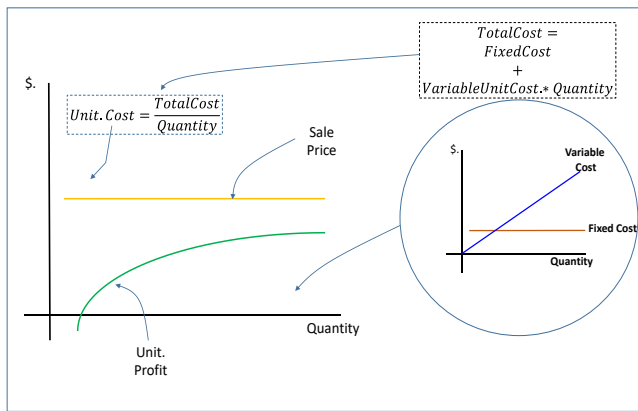 TotalCost =
FixedCost
+
VariableUnitCost.* Quantity
$.
Unit.Cost = TotalCost
Quantity
Sale
Price
$.
Variable
Cost
Fixed Cost
Quantity
Quantity
Unit.
Profit